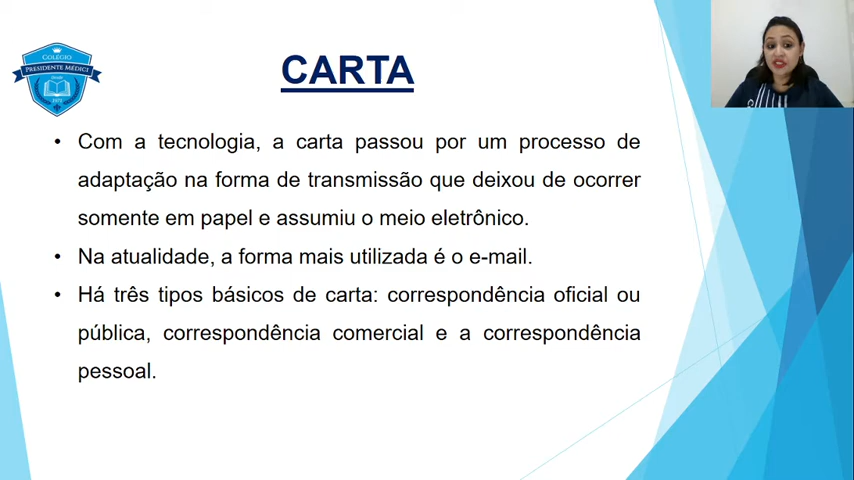 COLÉGIO
PRESIDENTE MÉDICI
CARTA
• Com a tecnologia, a carta passou por um processo de
adaptação na forma de transmissão que deixou de ocorrer
somente em papel e assumiu o meio eletrônico.
• Na atualidade, a forma mais utilizada é o e-mail.
• Há três tipos básicos de carta: correspondência oficial ou
pública, correspondência comercial e a correspondência
pessoal.